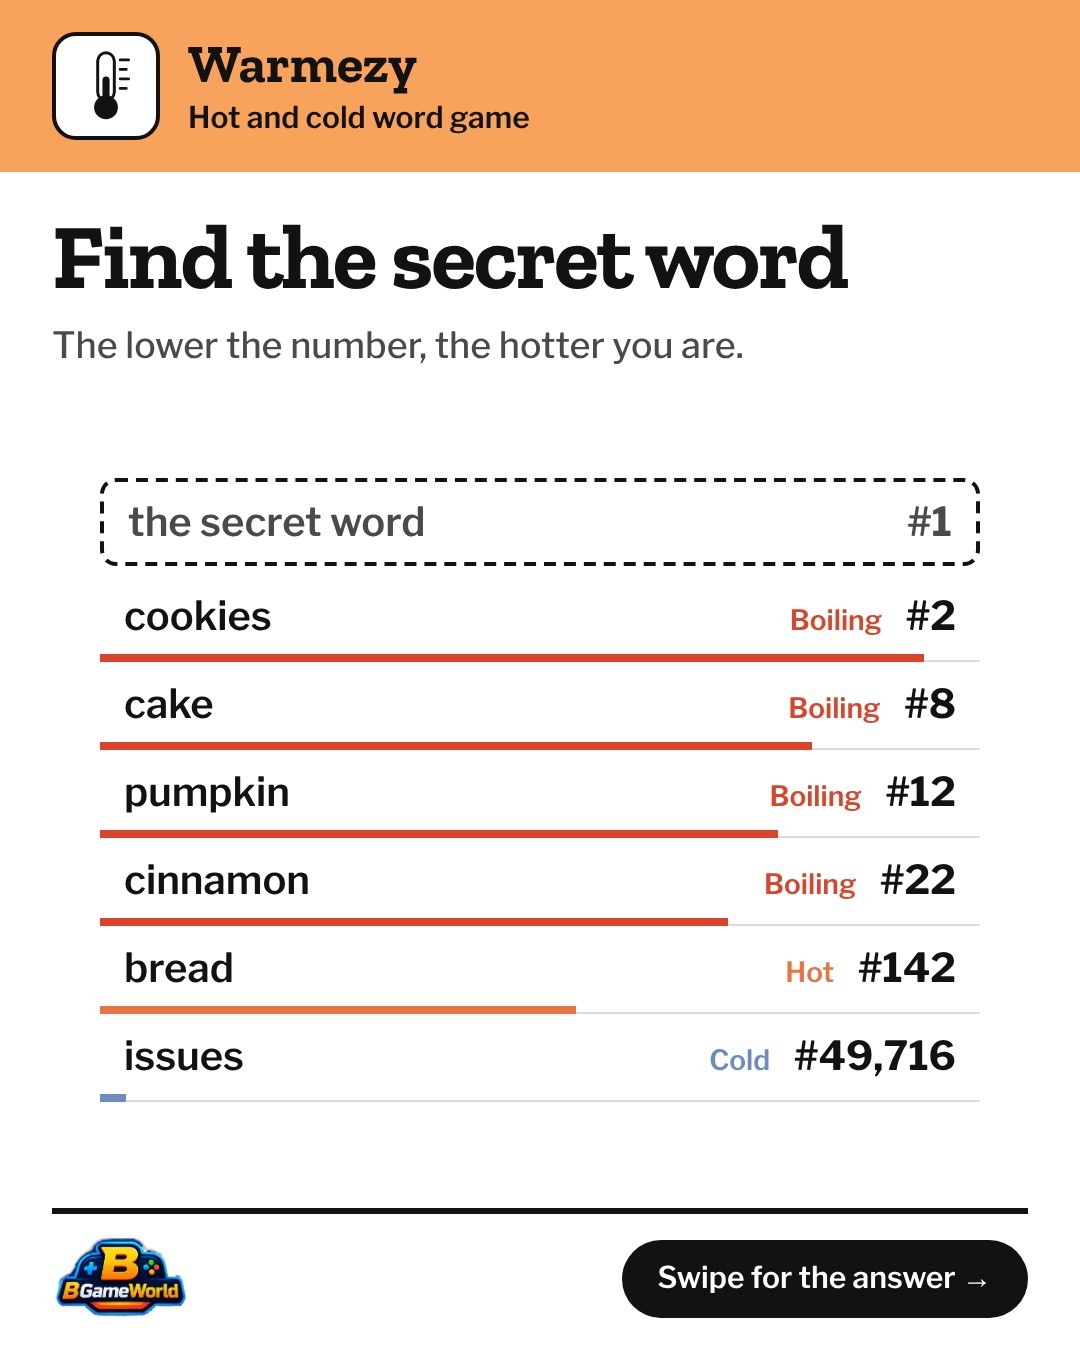 Warmezy
Hot and cold word game
Find the secret word
The lower the number, the hotter you are.
the secret word #1
cookies Boiling #2
cake Boiling #8
pumpkin Boiling #12
cinnamon Boiling #22
bread Hot #142
issues Cold #49,716
B
BGameWorld
Swipe for the answer →